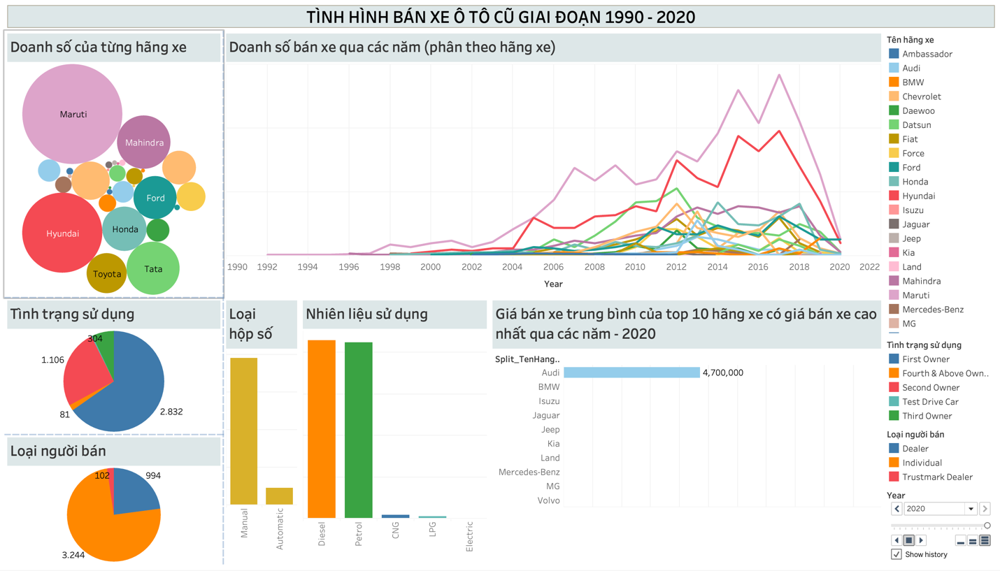 TÌNH HÌNH BÁN XE Ô TÔ CŨ GIAI ĐOẠN 1990 - 2020
Doanh số của từng hãng xe
Maruti
Mahindra
Ford
Honda
Hyundai
Toyota
Tata
Doanh số bán xe qua các năm (phân theo hãng xe)
1990 1992 1994 1996 1998 2000 2002 2004 2006 2008 2010 2012 2014 2016 2018 2020 2022
Year
Tên hãng xe
Ambassador
Audi
BMW
Chevrolet
Daewoo
Datsun
Fiat
Force
Ford
Honda
Hyundai
Isuzu
Jaguar
Jeep
Kia
Land
Mahindra
Maruti
Mercedes-Benz
MG
Tình trạng sử dụng
304
1.106
81
2.832
Loại người bán
102
994
3.244
Loại
hộp số
Manual
Automatic
Nhiên liệu sử dụng
Diesel
Petrol
CNG
LPG
Electric
Giá bán xe trung bình của top 10 hãng xe có giá bán xe cao
nhất qua các năm - 2020
Split_TenHang..
Audi
4,700,000
BMW
Isuzu
Jaguar
Jeep
Kia
Land
Mercedes-Benz
MG
Volvo
Tình trạng sử dụng
First Owner
Fourth & Above Own..
Second Owner
Test Drive Car
Third Owner
Loại người bán
Dealer
Individual
Trustmark Dealer
Year
2020
Show history